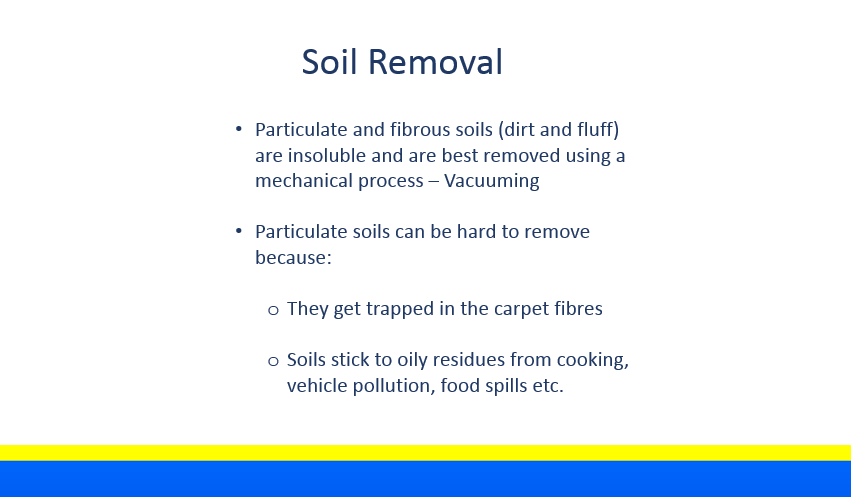 Soil Removal
• Particulate and fibrous soils (dirt and fluff)
are insoluble and are best removed using a
mechanical process – Vacuuming
• Particulate soils can be hard to remove
because:
o They get trapped in the carpet fibres
o Soils stick to oily residues from cooking,
vehicle pollution, food spills etc.